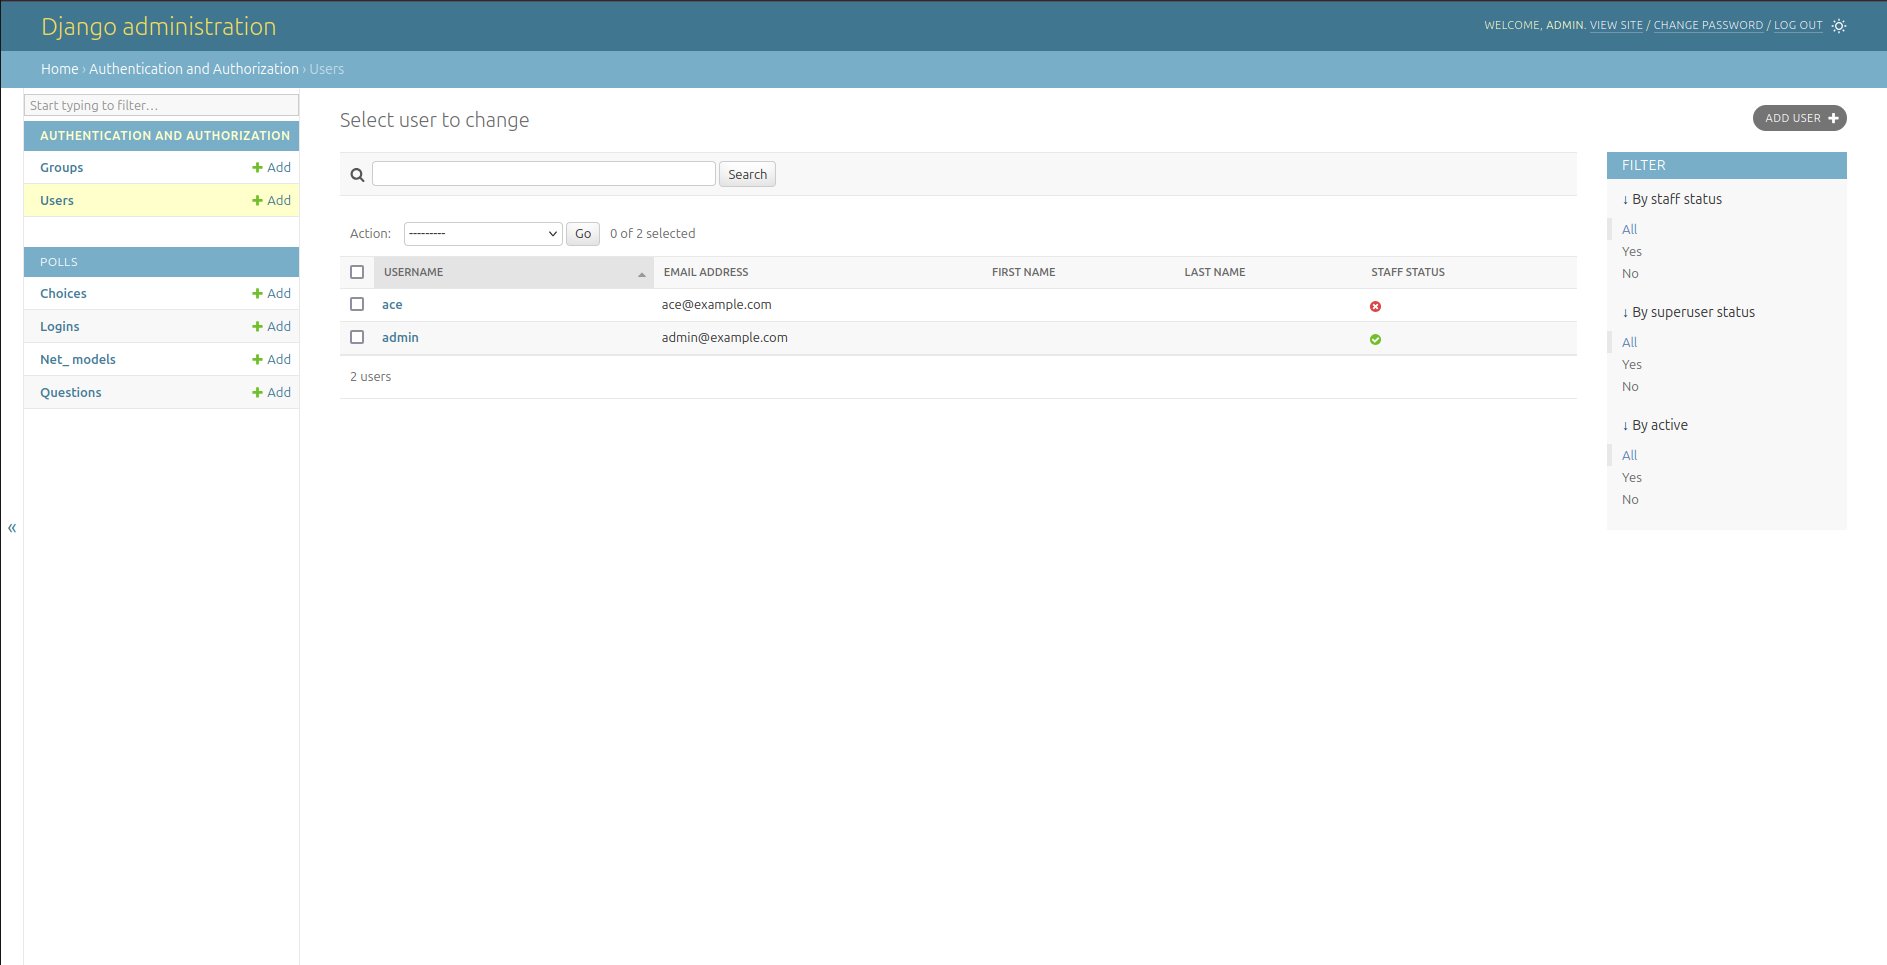 Django administration
WELCOME, ADMIN. VIEW SITE / CHANGE PASSWORD / LOG OUT
Home › Authentication and Authorization › Users
Start typing to filter…
AUTHENTICATION AND AUTHORIZATION
Groups + Add
Users + Add
POLLS
Choices + Add
Logins + Add
Net_ models + Add
Questions + Add
«
Select user to change
ADD USER +
Search
Action: --------- Go 0 of 2 selected
USERNAME EMAIL ADDRESS FIRST NAME LAST NAME STAFF STATUS
ace ace@example.com
admin admin@example.com
2 users
FILTER
↓ By staff status
All
Yes
No
↓ By superuser status
All
Yes
No
↓ By active
All
Yes
No